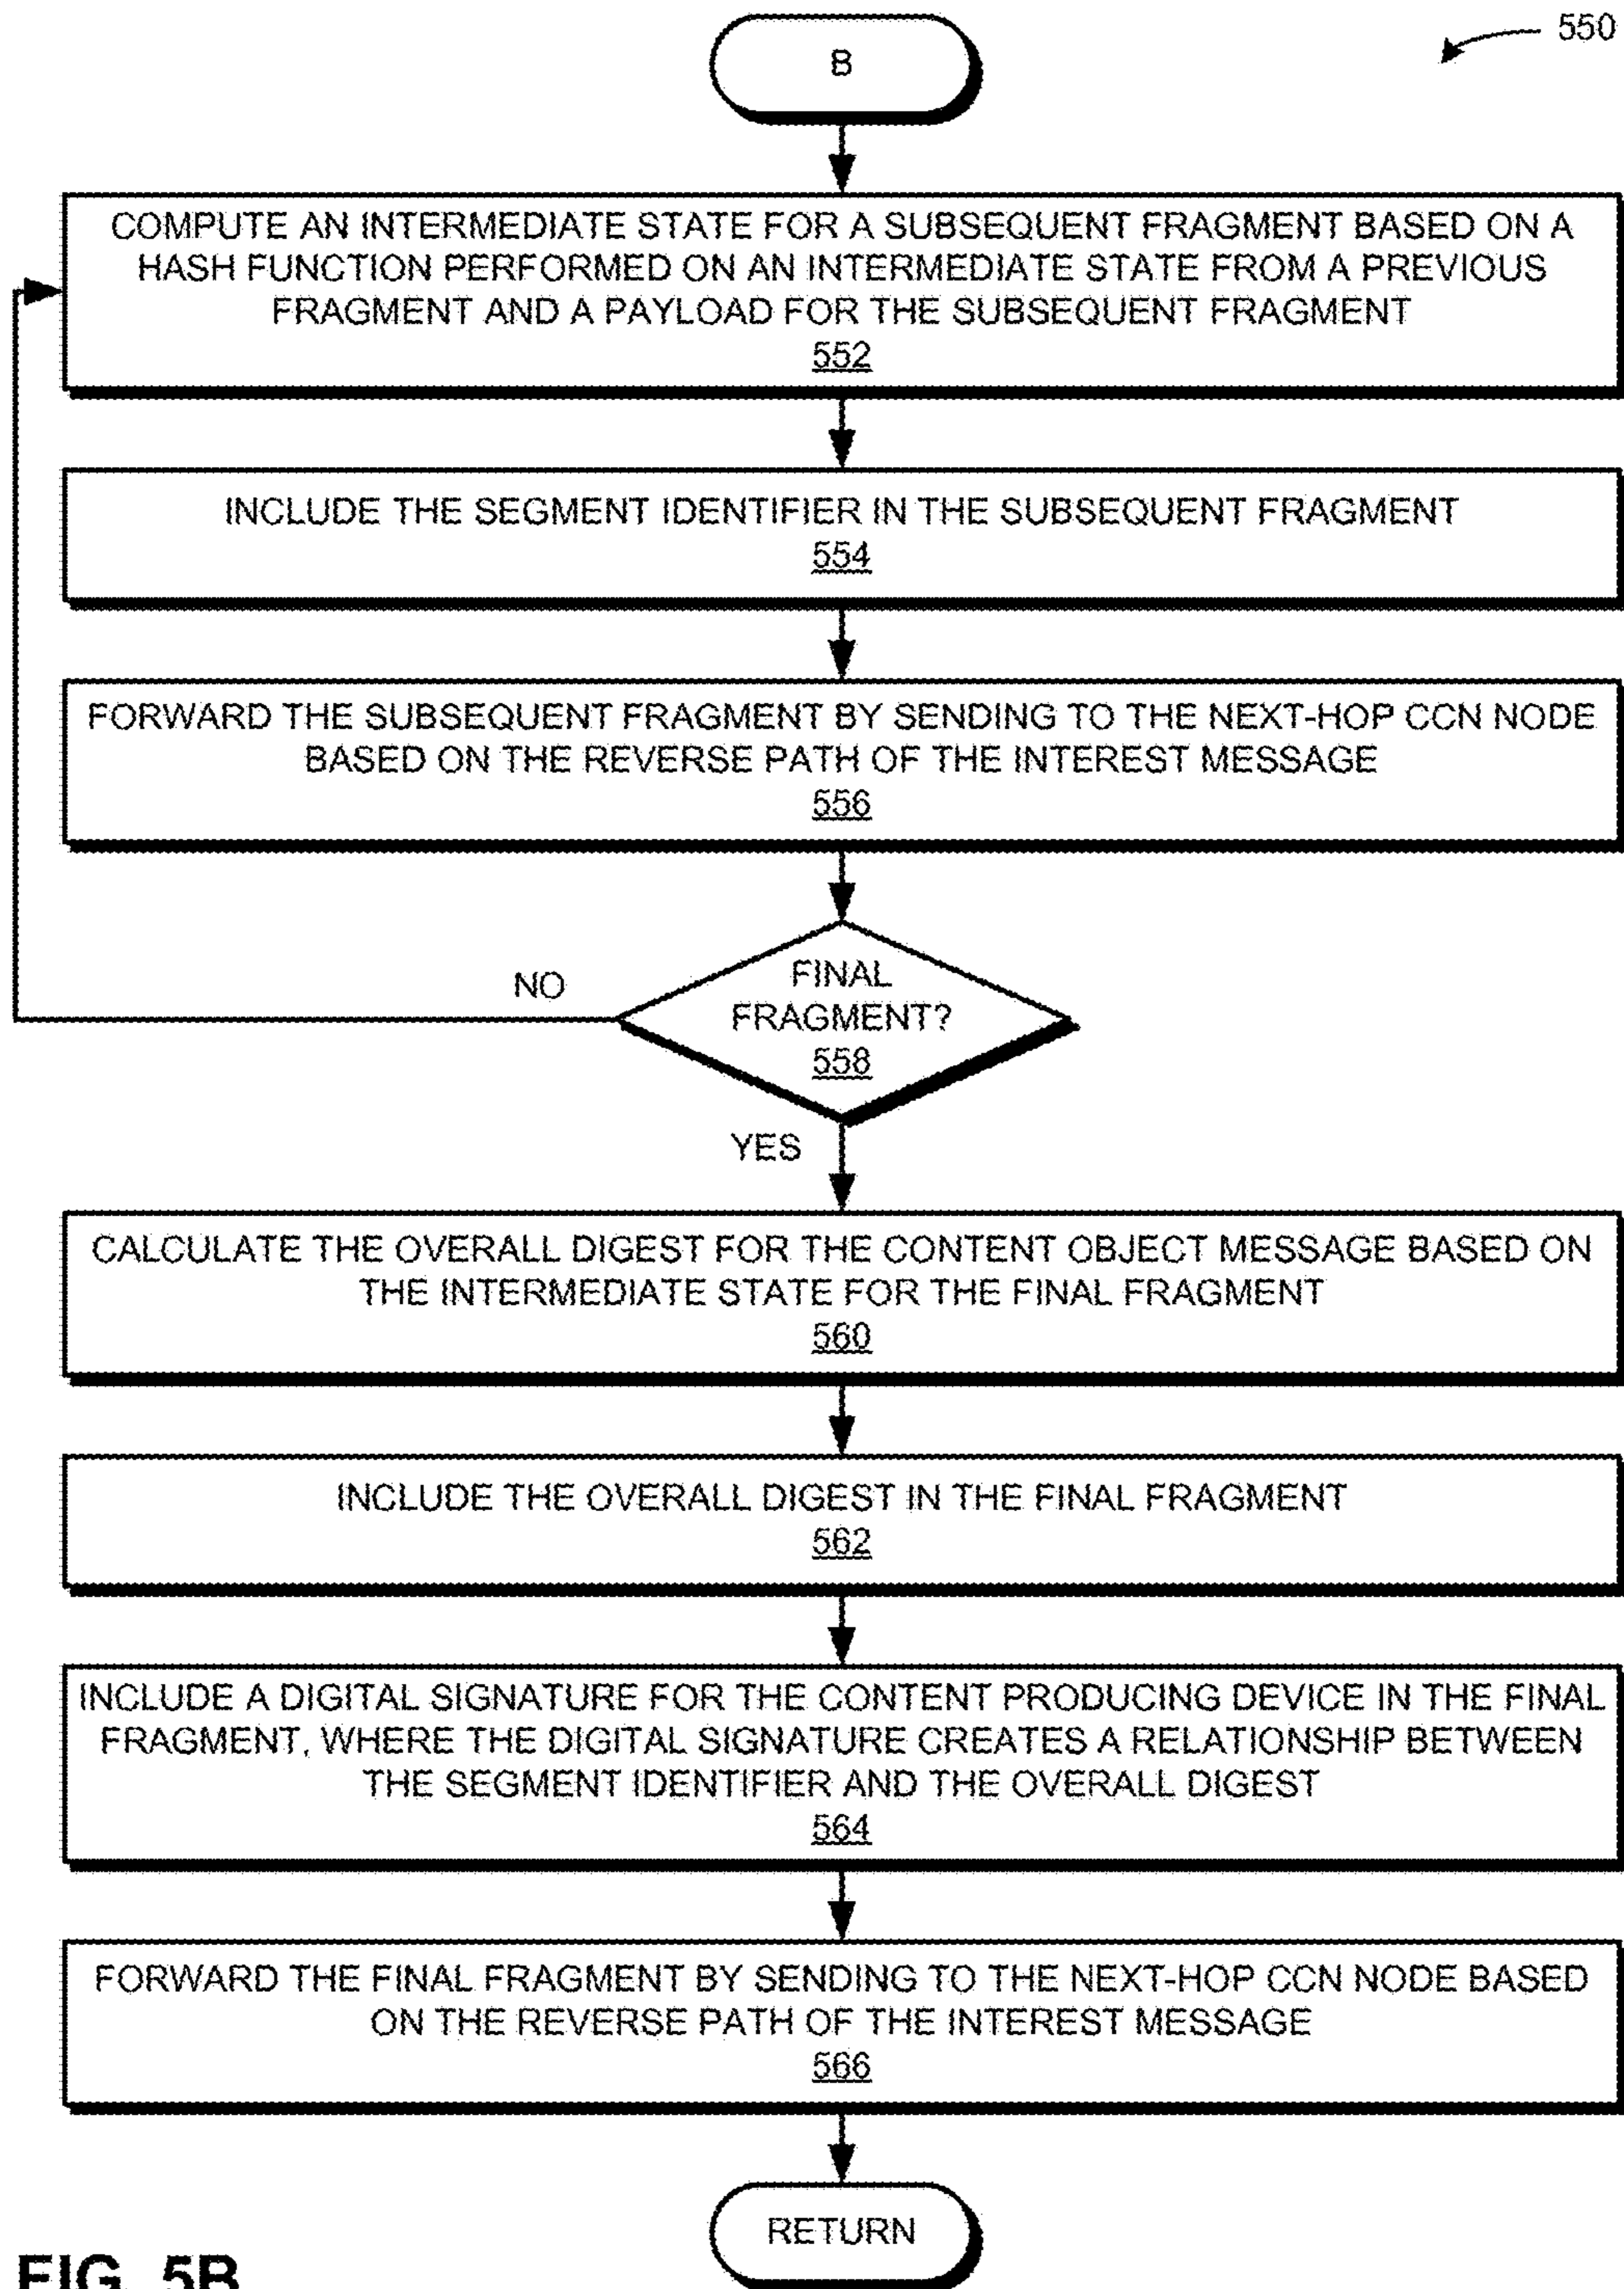 550
B
COMPUTE AN INTERMEDIATE STATE FOR A SUBSEQUENT FRAGMENT BASED ON A
HASH FUNCTION PERFORMED ON AN INTERMEDIATE STATE FROM A PREVIOUS
FRAGMENT AND A PAYLOAD FOR THE SUBSEQUENT FRAGMENT
552
INCLUDE THE SEGMENT IDENTIFIER IN THE SUBSEQUENT FRAGMENT
554
FORWARD THE SUBSEQUENT FRAGMENT BY SENDING TO THE NEXT-HOP CCN NODE
BASED ON THE REVERSE PATH OF THE INTEREST MESSAGE
556
NO
FINAL
FRAGMENT?
558
YES
CALCULATE THE OVERALL DIGEST FOR THE CONTENT OBJECT MESSAGE BASED ON
THE INTERMEDIATE STATE FOR THE FINAL FRAGMENT
560
INCLUDE THE OVERALL DIGEST IN THE FINAL FRAGMENT
562
INCLUDE A DIGITAL SIGNATURE FOR THE CONTENT PRODUCING DEVICE IN THE FINAL
FRAGMENT, WHERE THE DIGITAL SIGNATURE CREATES A RELATIONSHIP BETWEEN
THE SEGMENT IDENTIFIER AND THE OVERALL DIGEST
564
FORWARD THE FINAL FRAGMENT BY SENDING TO THE NEXT-HOP CCN NODE BASED
ON THE REVERSE PATH OF THE INTEREST MESSAGE
566
RETURN
FIG. 5B